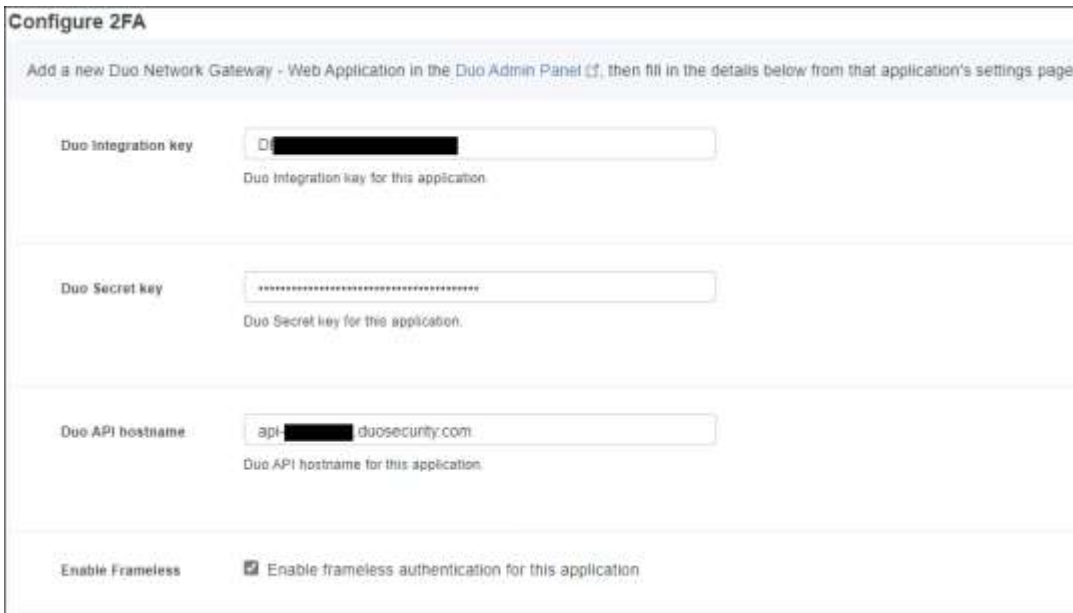 Configure 2FA
Add a new Duo Network Gateway - Web Application in the Duo Admin Panel, then fill in the details below from that application's settings page
Duo Integration key
Duo Integration key for this application.
Duo Secret key
••••••••••••••••••••••••••••••••••••••••
Duo Secret key for this application.
Duo API hostname
api- .duosecurity.com
Duo API hostname for this application.
Enable Frameless
Enable frameless authentication for this application